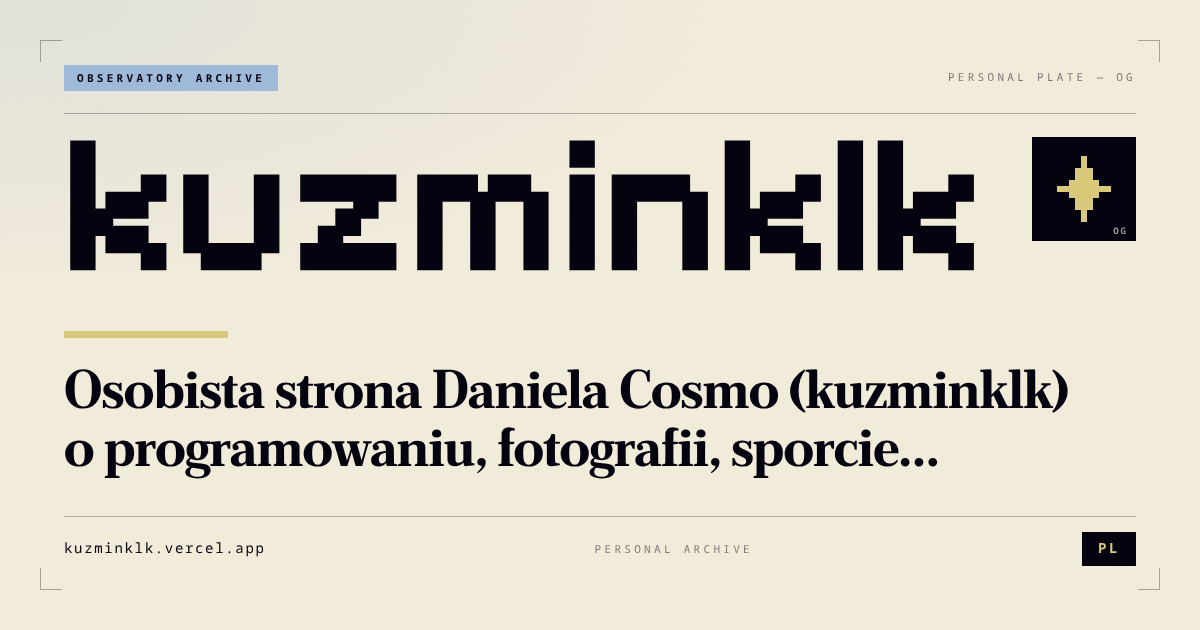 OBSERVATORY ARCHIVE
PERSONAL PLATE — OG
kuzminklk
OG
Osobista strona Daniela Cosmo (kuzminklk)
o programowaniu, fotografii, sporcie...
kuzminklk.vercel.app
PERSONAL ARCHIVE
PL